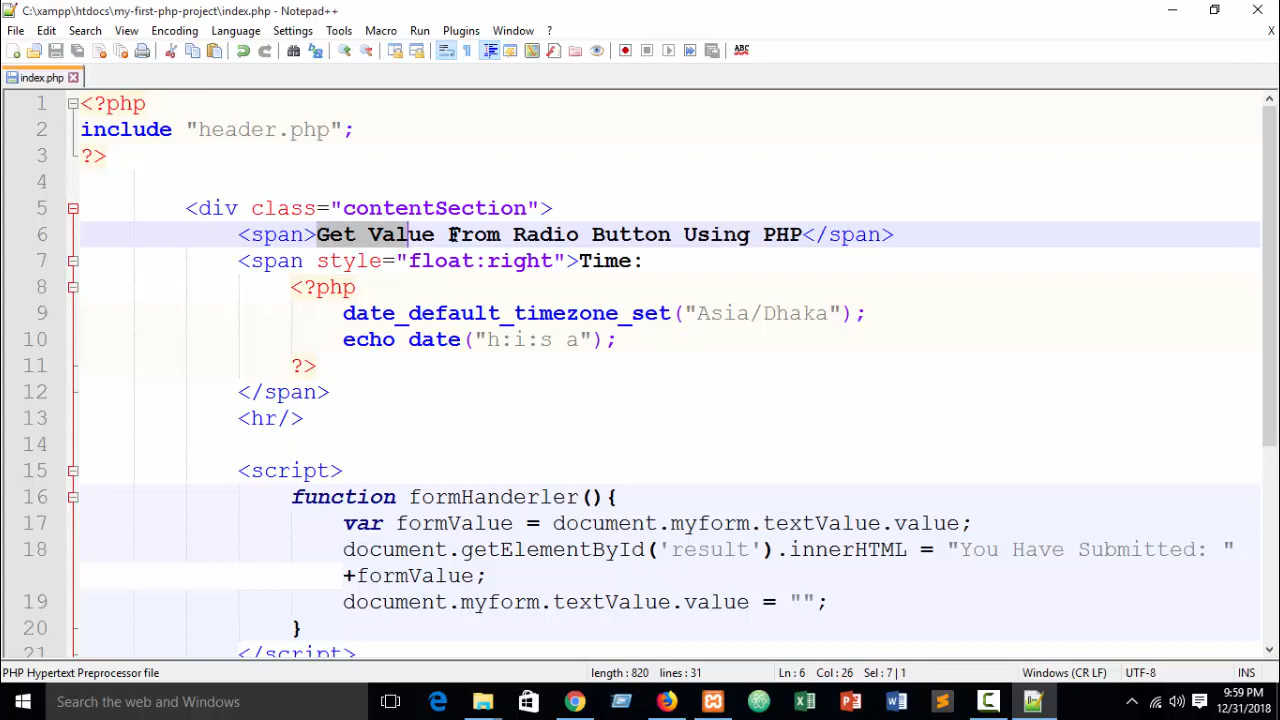 C:\xampp\htdocs\my-first-php-project\index.php - Notepad++
File Edit Search View Encoding Language Settings Tools Macro Run Plugins Window ? X
index.php
1 <?php
2 include "header.php";
3 ?>
4
5 <div class="contentSection">
6 <span>Get Value From Radio Button Using PHP</span>
7 <span style="float:right">Time:
8 <?php
9 date_default_timezone_set("Asia/Dhaka");
10 echo date("h:i:s a");
11 ?>
12 </span>
13 <hr/>
14
15 <script>
16 function formHanderler(){
17 var formValue = document.myform.textValue.value;
18 document.getElementById('result').innerHTML = "You Have Submitted: "
+formValue;
19 document.myform.textValue.value = "";
20 }
21 </script>
PHP Hypertext Preprocessor file length : 820 lines : 31 Ln : 6 Col : 26 Sel : 7 | 1 Windows (CR LF) UTF-8 INS
Search the web and Windows
9:59 PM
12/31/2018